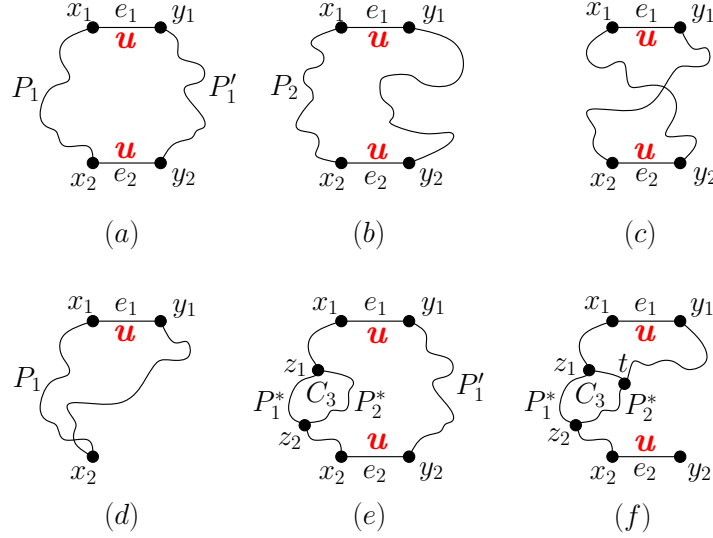 x₁ e₁ y₁
u
P₁ P₁′
u
x₂ e₂ y₂
(a)
x₁ e₁ y₁
u
P₂
u
x₂ e₂ y₂
(b)
x₁ e₁ y₁
u
u
x₂ e₂ y₂
(c)
x₁ e₁ y₁
u
P₁
x₂
(d)
x₁ e₁ y₁
u
z₁
P₁* C₃ P₂* P₁′
z₂
u
x₂ e₂ y₂
(e)
x₁ e₁ y₁
u
z₁ t
P₁* C₃ P₂*
z₂
u
x₂ e₂ y₂
(f)